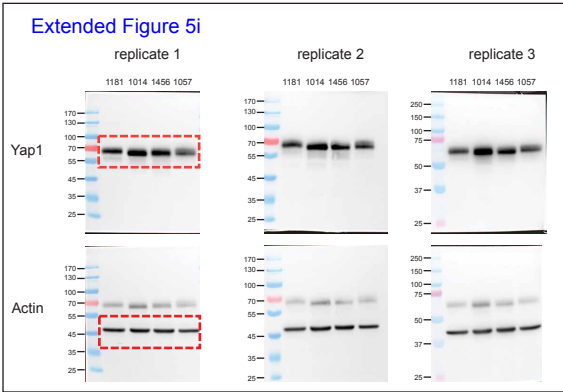 Extended Figure 5i
replicate 1 replicate 2 replicate 3
1181 1014 1456 1057 1181 1014 1456 1057 1181 1014 1456 1057
Yap1
170 130 100 70 55 45 35 25
170 130 100 70 55 45 35 25
250 150 100 75 50 37 25
Actin
170 130 100 70 55 45 35 25
170 130 100 70 55 45 35 25
250 150 100 75 50 37 25